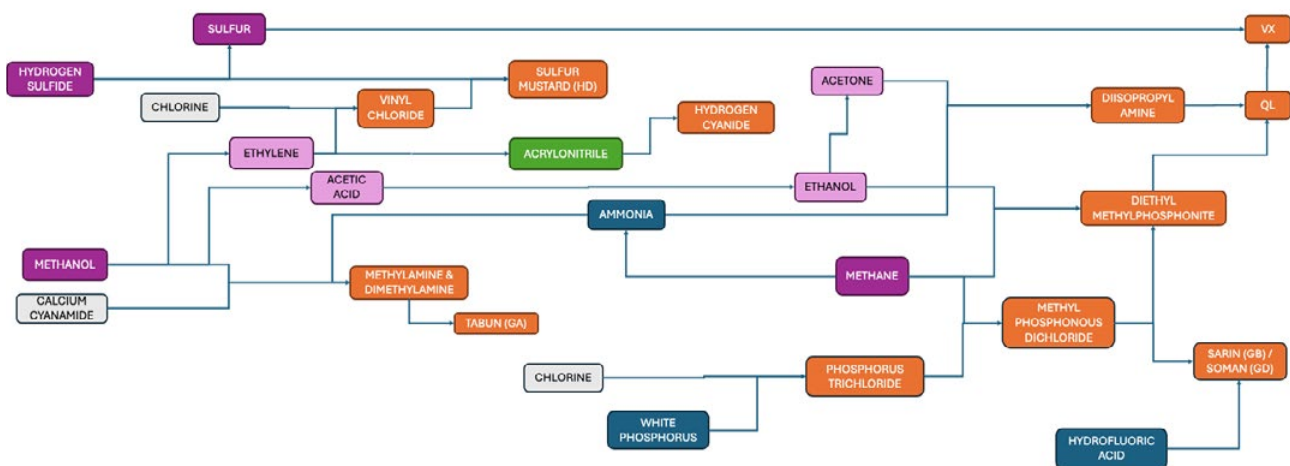 SULFUR
VX
HYDROGEN
SULFIDE
SULFUR
MUSTARD (HD)
ACETONE
CHLORINE
VINYL
CHLORIDE
HYDROGEN
CYANIDE
DIISOPROPYL
AMINE
QL
ETHYLENE
ACRYLONITRILE
ACETIC
ACID
ETHANOL
AMMONIA
DIETHYL
METHYLPHOSPHONITE
METHANOL
METHYLAMINE &
DIMETHYLAMINE
METHANE
CALCIUM
CYANAMIDE
TABUN (GA)
METHYL
PHOSPHONOUS
DICHLORIDE
CHLORINE
PHOSPHORUS
TRICHLORIDE
SARIN (GB) /
SOMAN (GD)
WHITE
PHOSPHORUS
HYDROFLUORIC
ACID